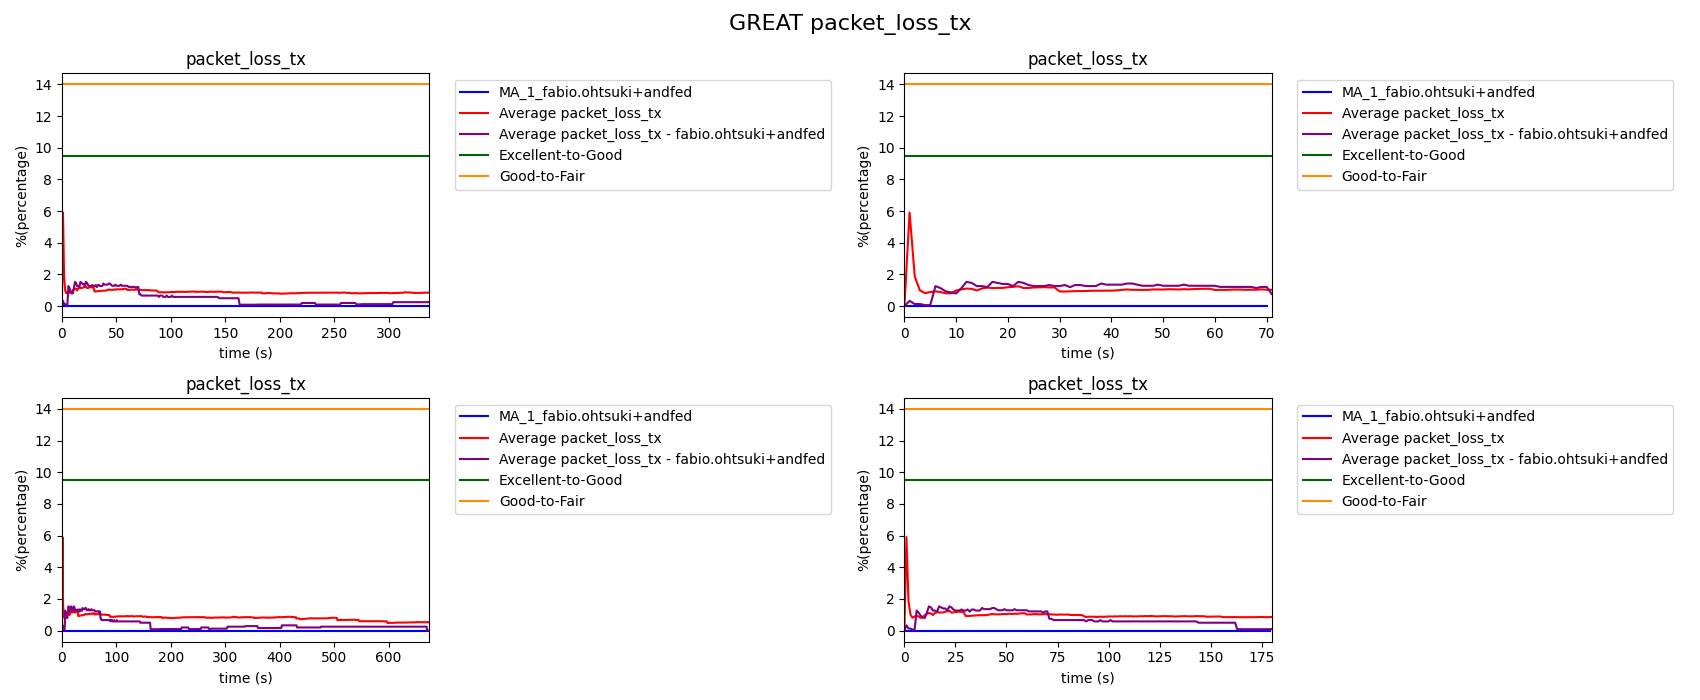 GREAT packet_loss_tx
packet_loss_tx
%(percentage)
14
12
10
8
6
4
2
0
0 50 100 150 200 250 300
time (s)
MA_1_fabio.ohtsuki+andfed
Average packet_loss_tx
Average packet_loss_tx - fabio.ohtsuki+andfed
Excellent-to-Good
Good-to-Fair
packet_loss_tx
%(percentage)
14
12
10
8
6
4
2
0
0 10 20 30 40 50 60 70
time (s)
MA_1_fabio.ohtsuki+andfed
Average packet_loss_tx
Average packet_loss_tx - fabio.ohtsuki+andfed
Excellent-to-Good
Good-to-Fair
packet_loss_tx
%(percentage)
14
12
10
8
6
4
2
0
0 100 200 300 400 500 600
time (s)
MA_1_fabio.ohtsuki+andfed
Average packet_loss_tx
Average packet_loss_tx - fabio.ohtsuki+andfed
Excellent-to-Good
Good-to-Fair
packet_loss_tx
%(percentage)
14
12
10
8
6
4
2
0
0 25 50 75 100 125 150 175
time (s)
MA_1_fabio.ohtsuki+andfed
Average packet_loss_tx
Average packet_loss_tx - fabio.ohtsuki+andfed
Excellent-to-Good
Good-to-Fair